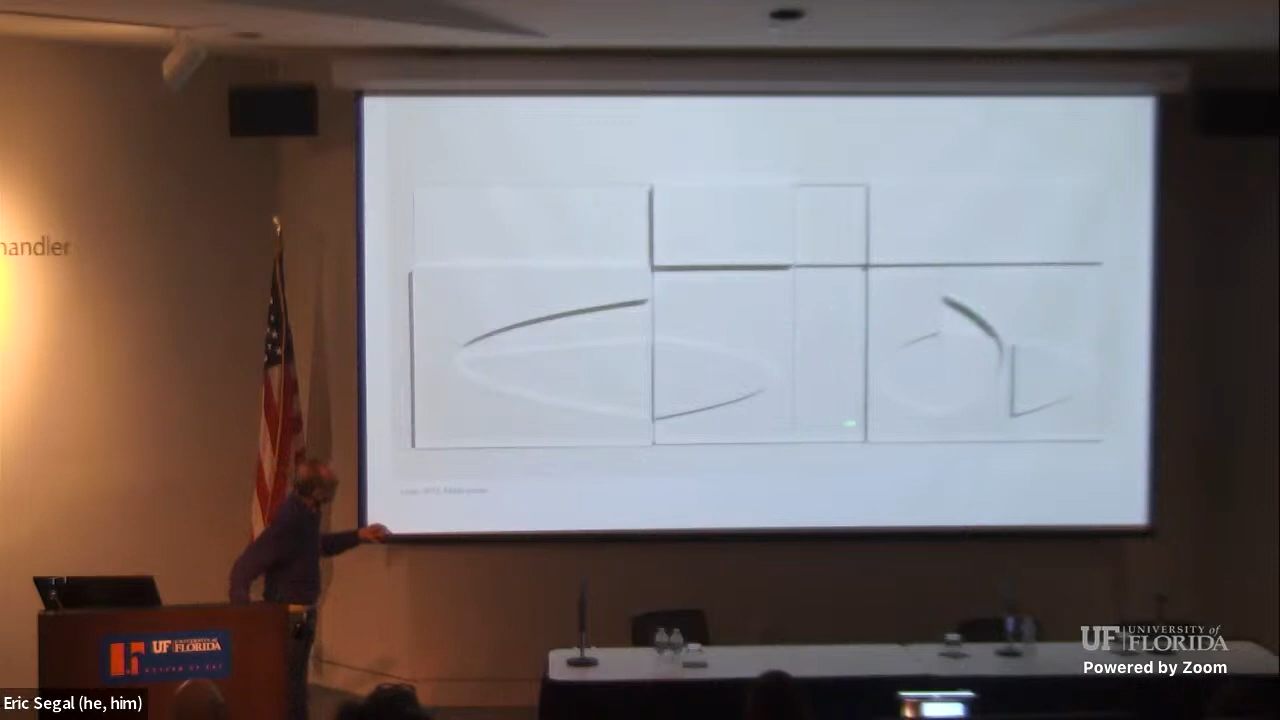 handler
UF FLORIDA
UNIVERSITY of
UF FLORIDA
Powered by Zoom
Eric Segal (he, him)